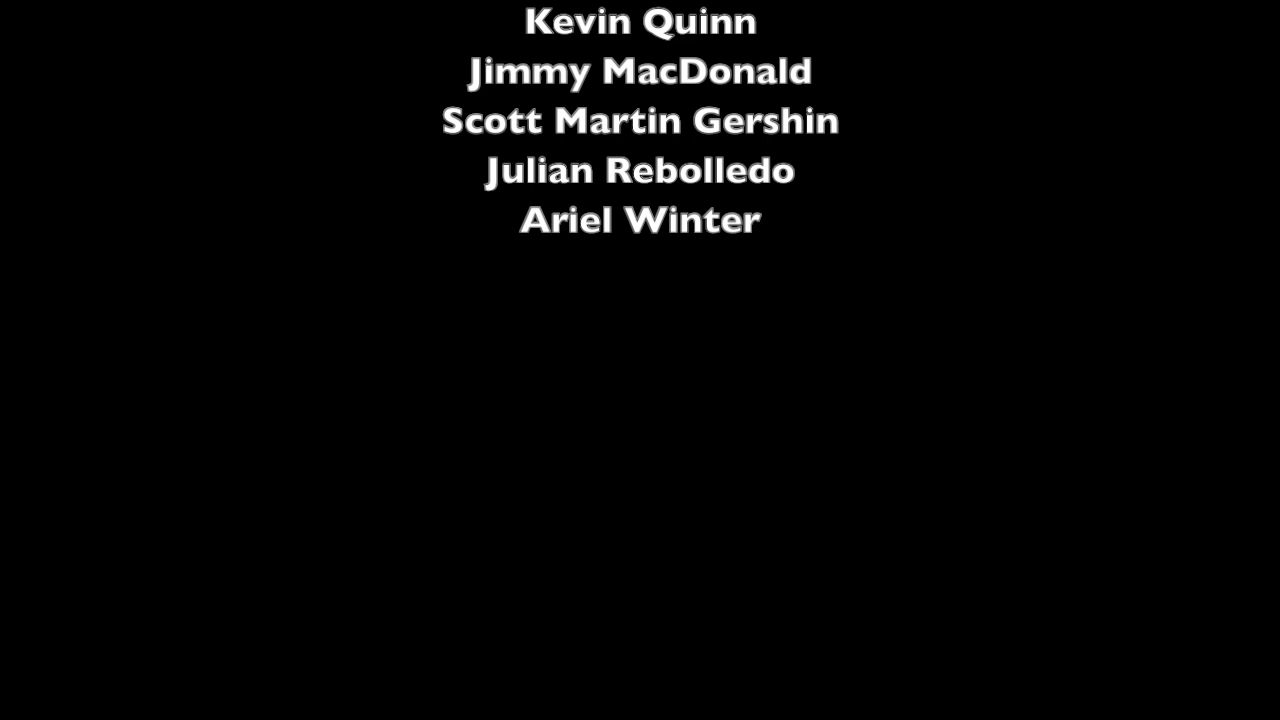 Kevin Quinn
Jimmy MacDonald
Scott Martin Gershin
Julian Rebolledo
Ariel Winter